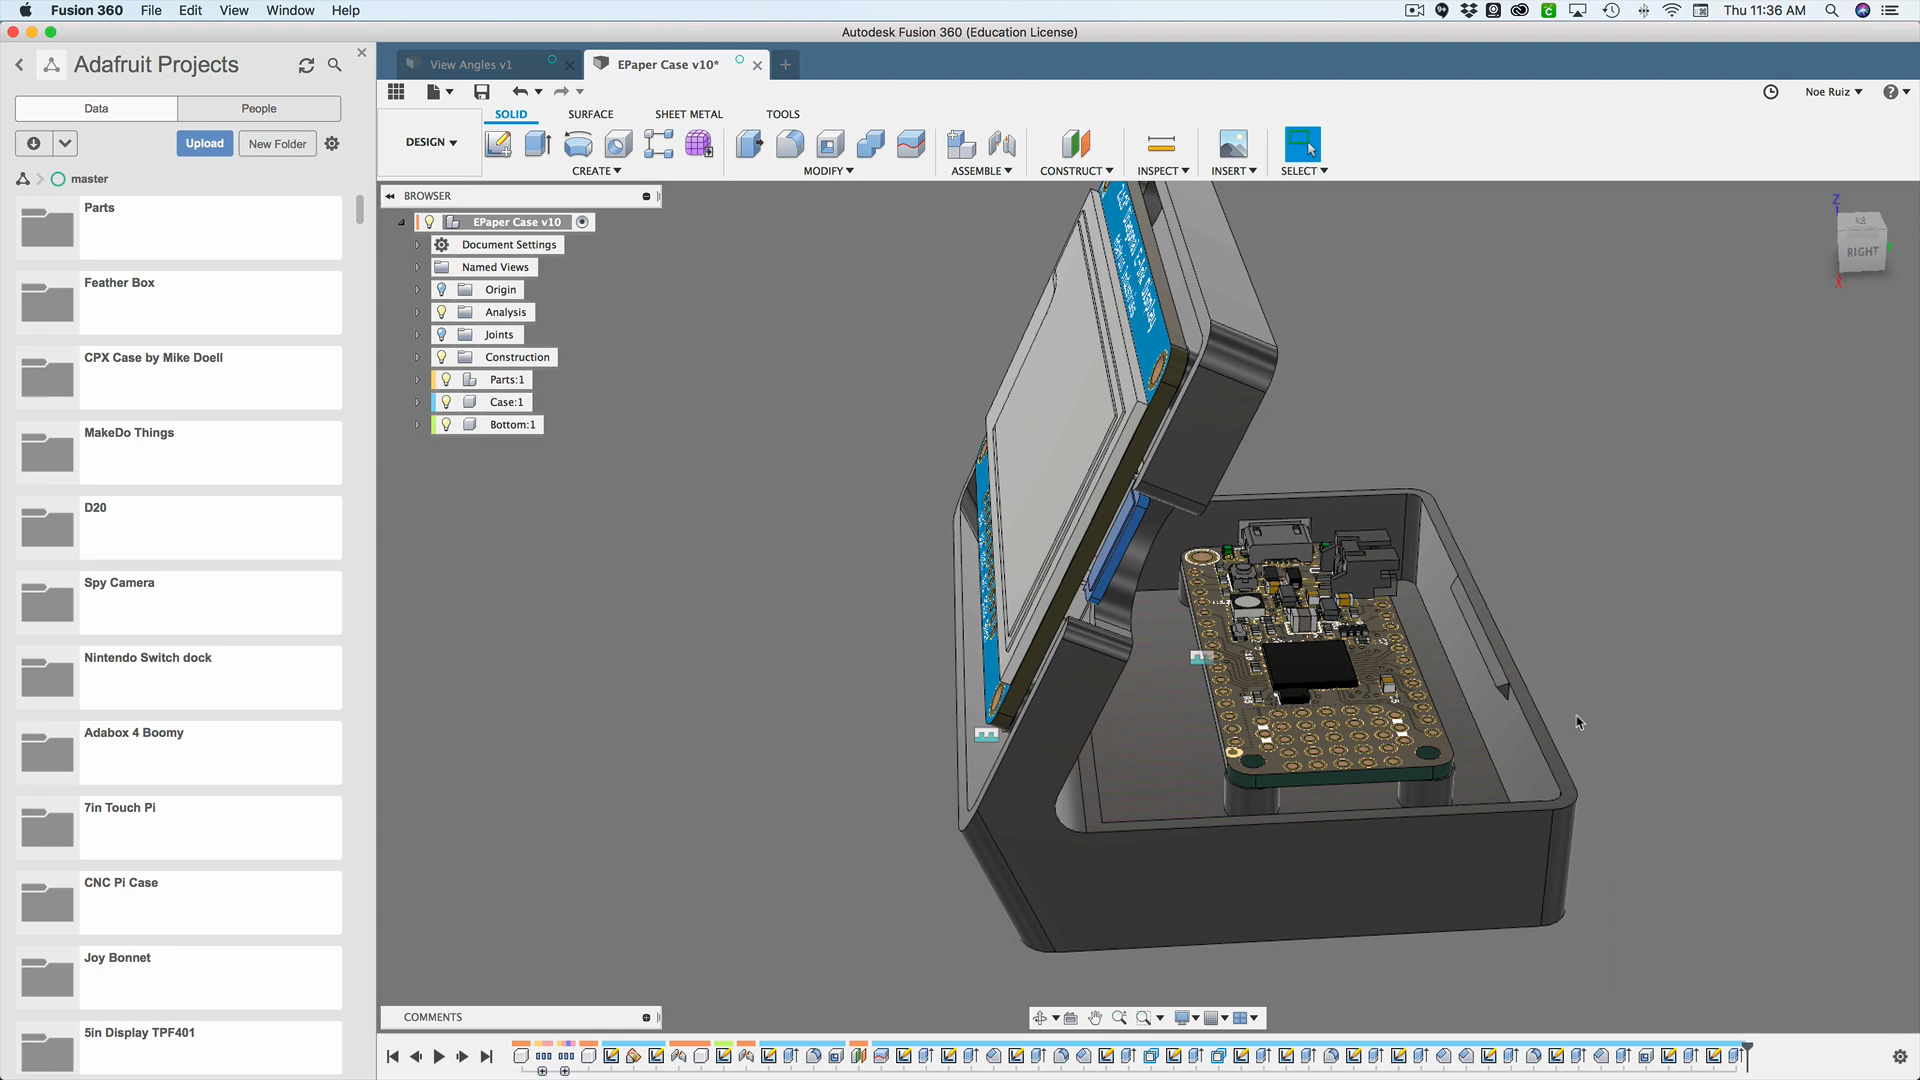 Fusion 360 File Edit View Window Help
Thu 11:36 AM
Autodesk Fusion 360 (Education License)
Adafruit Projects
View Angles v1
EPaper Case v10*
Data
People
Noe Ruiz
SOLID
SURFACE
SHEET METAL
TOOLS
DESIGN
Upload
New Folder
CREATE
MODIFY
ASSEMBLE
CONSTRUCT
INSPECT
INSERT
SELECT
master
BROWSER
EPaper Case v10
Document Settings
Named Views
Origin
Analysis
Joints
Construction
Parts:1
Case:1
Bottom:1
Parts
Feather Box
CPX Case by Mike Doell
MakeDo Things
D20
Spy Camera
Nintendo Switch dock
Adabox 4 Boomy
7in Touch Pi
CNC Pi Case
Joy Bonnet
5in Display TPF401
Z
RIGHT
X
COMMENTS